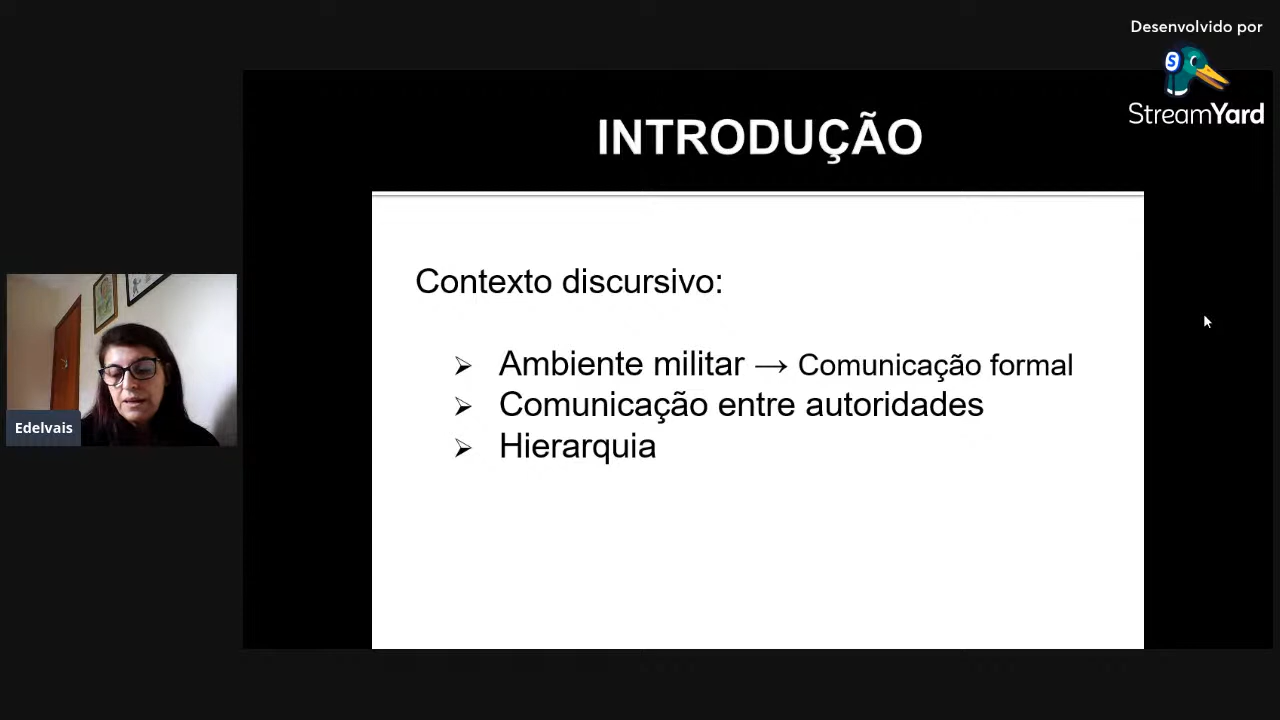 Desenvolvido por
StreamYard
INTRODUÇÃO
Contexto discursivo:
➢ Ambiente militar → Comunicação formal
➢ Comunicação entre autoridades
➢ Hierarquia
Edelvais